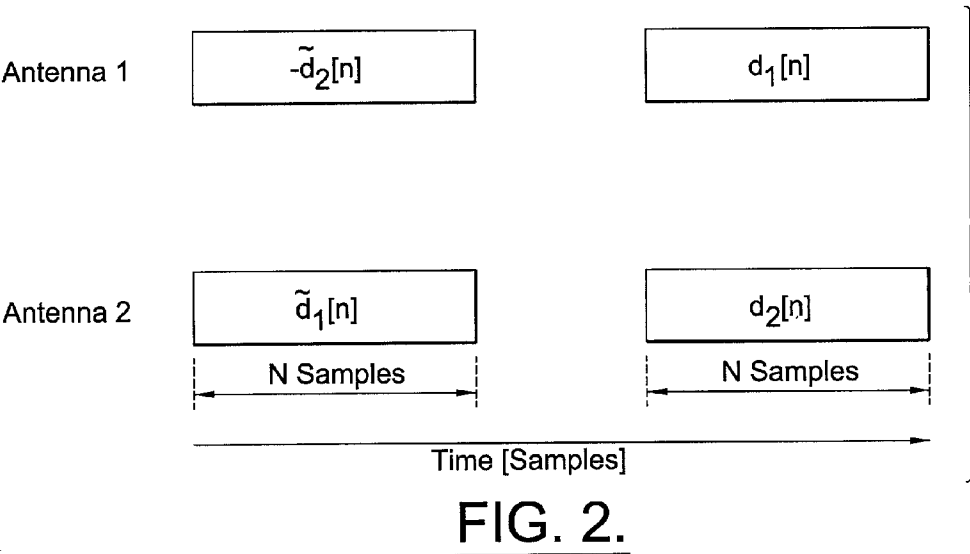 Antenna 1 -d̃₂[n] d₁[n]
Antenna 2 d̃₁[n] d₂[n]
N Samples N Samples
Time [Samples]
FIG. 2.